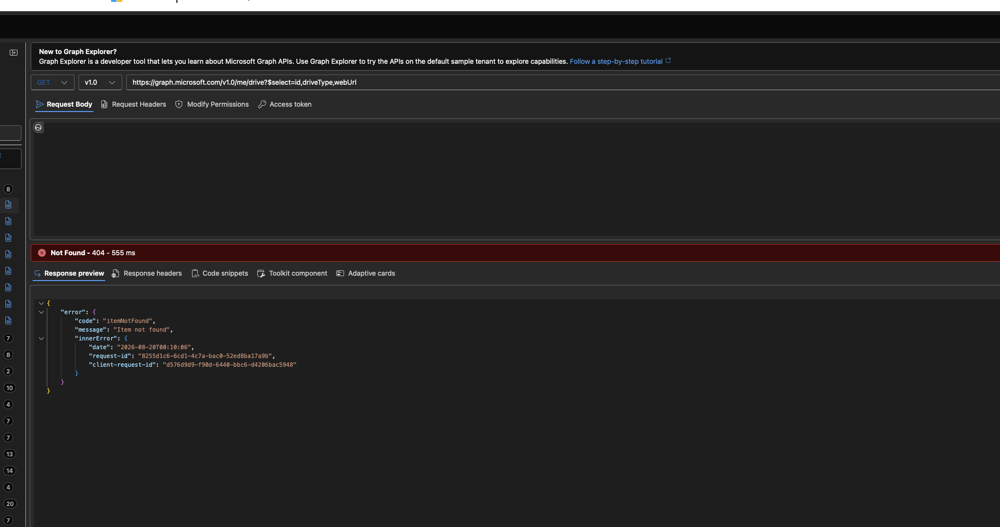 New to Graph Explorer?
Graph Explorer is a developer tool that lets you learn about Microsoft Graph APIs. Use Graph Explorer to try the APIs on the default sample tenant to explore capabilities. Follow a step-by-step tutorial
GET v1.0 https://graph.microsoft.com/v1.0/me/drive?$select=id,driveType,webUrl
Request Body Request Headers Modify Permissions Access token
Not Found - 404 - 555 ms
Response preview Response headers Code snippets Toolkit component Adaptive cards
{
"error": {
"code": "itemNotFound",
"message": "Item not found",
"innerError": {
"date": "2026-08-20T00:10:06",
"request-id": "8255d1c6-6cd1-4c7a-bac0-52ed8ba17a9b",
"client-request-id": "d576d9d9-f90d-6440-bbc6-d4206bac5948"
}
}
}
8
7
8
2
10
4
7
7
13
14
4
20
7